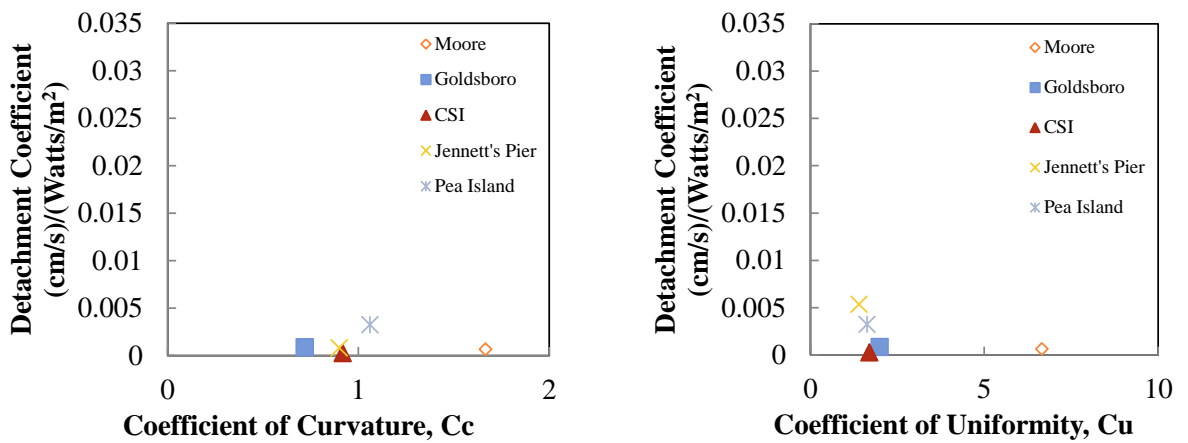 Detachment Coefficient
(cm/s)/(Watts/m²)
0.035
0.03
0.025
0.02
0.015
0.01
0.005
0
0 1 2
Coefficient of Curvature, Cc
Moore
Goldsboro
CSI
Jennett's Pier
Pea Island
Detachment Coefficient
(cm/s)/(Watts/m²)
0.035
0.03
0.025
0.02
0.015
0.01
0.005
0
0 5 10
Coefficient of Uniformity, Cu
Moore
Goldsboro
CSI
Jennett's Pier
Pea Island